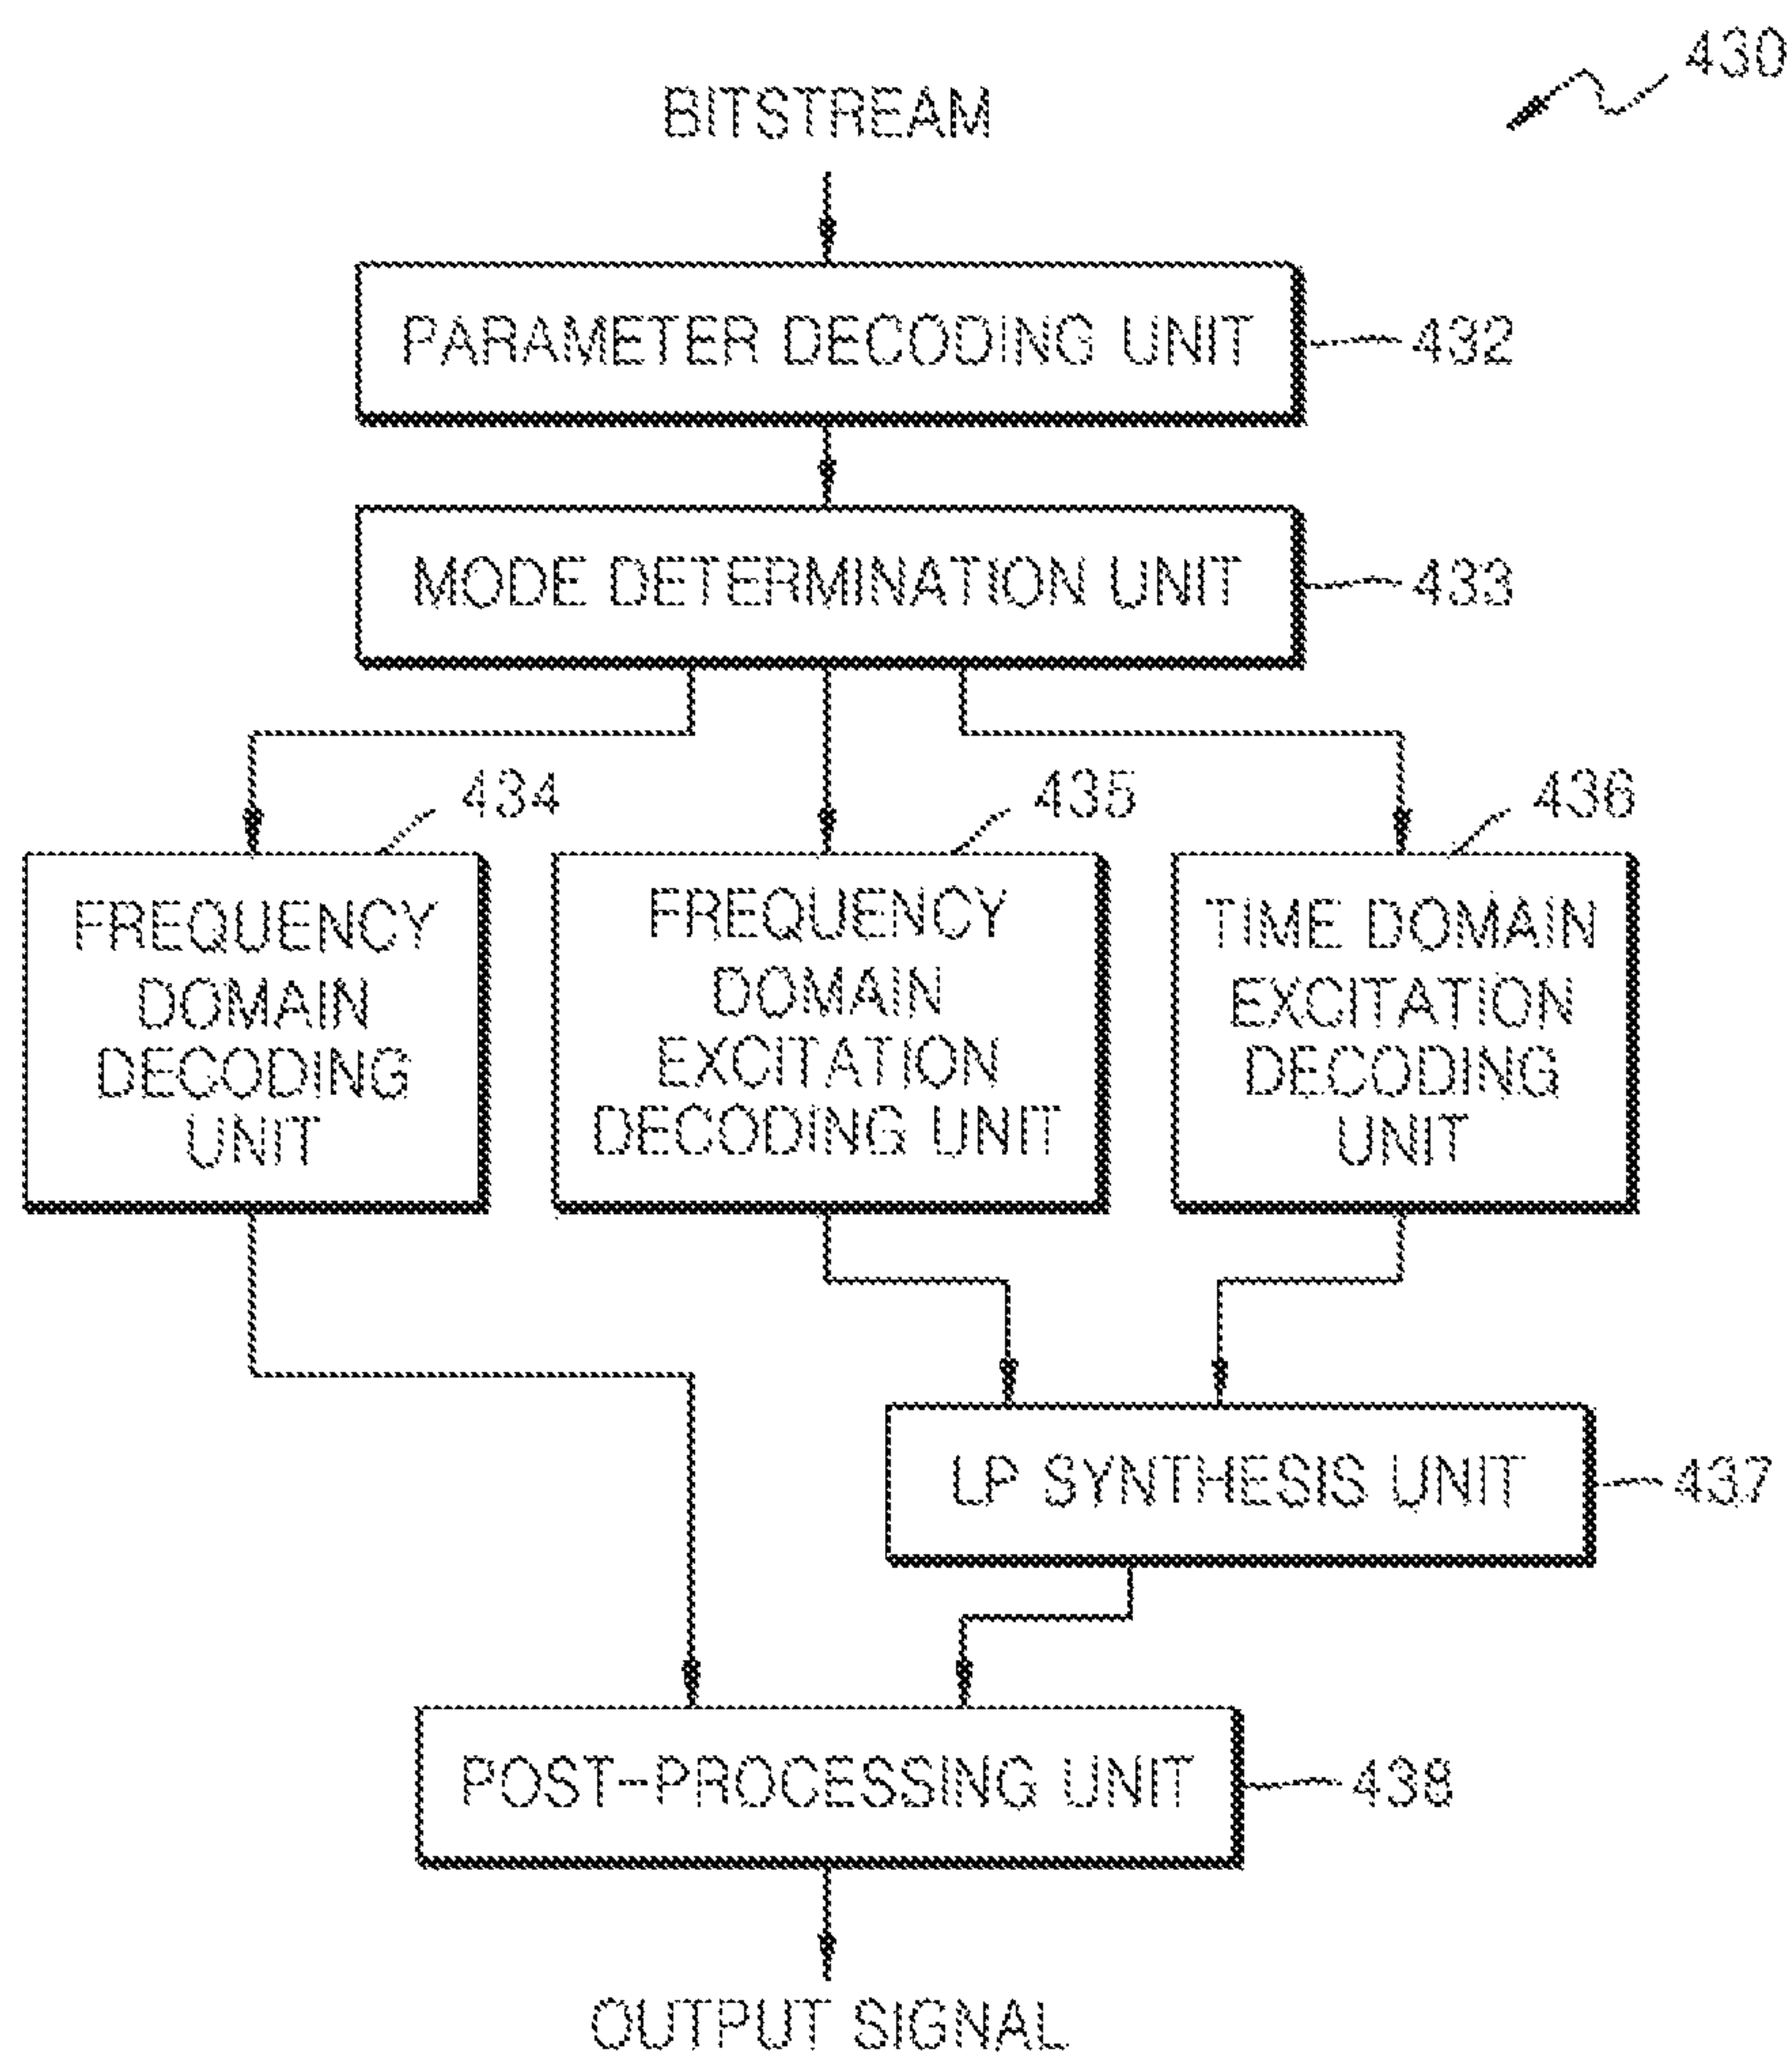 430
BITSTREAM
PARAMETER DECODING UNIT
432
MODE DETERMINATION UNIT
433
434
435
436
FREQUENCY
DOMAIN
DECODING
UNIT
FREQUENCY
DOMAIN
EXCITATION
DECODING UNIT
TIME DOMAIN
EXCITATION
DECODING
UNIT
LP SYNTHESIS UNIT
437
POST-PROCESSING UNIT
438
OUTPUT SIGNAL